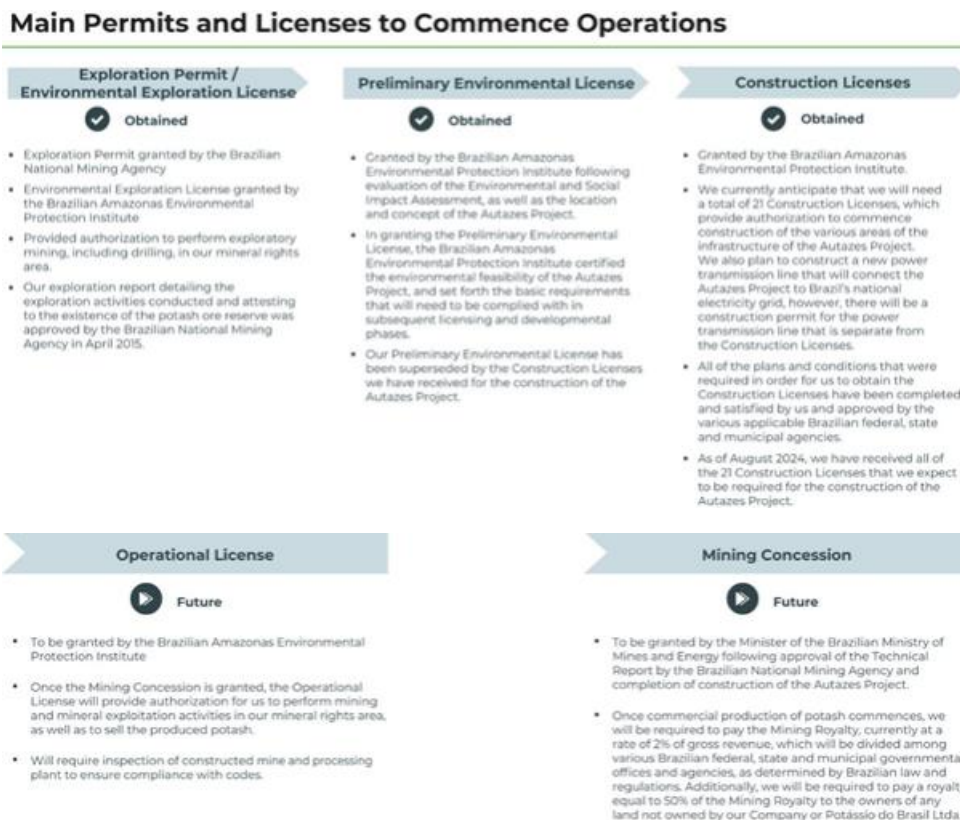 Main Permits and Licenses to Commence Operations
Exploration Permit /
Environmental Exploration License
Obtained
• Exploration Permit granted by the Brazilian
National Mining Agency
• Environmental Exploration License granted by
the Brazilian Amazonas Environmental
Protection Institute
• Provided authorization to perform exploratory
mining, including drilling, in our mineral rights
area.
• Our exploration report detailing the
exploration activities conducted and attesting
to the existence of the potash ore reserve was
approved by the Brazilian National Mining
Agency in April 2015.
Preliminary Environmental License
Obtained
• Granted by the Brazilian Amazonas
Environmental Protection Institute following
evaluation of the Environmental and Social
Impact Assessment, as well as the location
and concept of the Autazes Project.
• In granting the Preliminary Environmental
License, the Brazilian Amazonas
Environmental Protection Institute certified
the environmental feasibility of the Autazes
Project, and set forth the basic requirements
that will need to be complied with in
subsequent licensing and developmental
phases.
• Our Preliminary Environmental License has
been superseded by the Construction Licenses
we have received for the construction of the
Autazes Project.
Construction Licenses
Obtained
• Granted by the Brazilian Amazonas
Environmental Protection Institute.
• We currently anticipate that we will need
a total of 21 Construction Licenses, which
provide authorization to commence
construction of the various areas of the
infrastructure of the Autazes Project.
We also plan to construct a new power
transmission line that will connect the
Autazes Project to Brazil's national
electricity grid, however, there will be a
construction permit for the power
transmission line that is separate from
the Construction Licenses.
• All of the plans and conditions that were
required in order for us to obtain the
Construction Licenses have been completed
and satisfied by us and approved by the
various applicable Brazilian federal, state
and municipal agencies.
• As of August 2024, we have received all of
the 21 Construction Licenses that we expect
to be required for the construction of the
Autazes Project.
Operational License
Future
• To be granted by the Brazilian Amazonas Environmental
Protection Institute
• Once the Mining Concession is granted, the Operational
License will provide authorization for us to perform mining
and mineral exploitation activities in our mineral rights area,
as well as to sell the produced potash.
• Will require inspection of constructed mine and processing
plant to ensure compliance with codes.
Mining Concession
Future
• To be granted by the Minister of the Brazilian Ministry of
Mines and Energy following approval of the Technical
Report by the Brazilian National Mining Agency and
completion of construction of the Autazes Project.
• Once commercial production of potash commences, we
will be required to pay the Mining Royalty, currently at a
rate of 2% of gross revenue, which will be divided among
various Brazilian federal, state and municipal governmenta
offices and agencies, as determined by Brazilian law and
regulations. Additionally, we will be required to pay a royalt
equal to 50% of the Mining Royalty to the owners of any
land not owned by our Company or Potássio do Brasil Ltda.